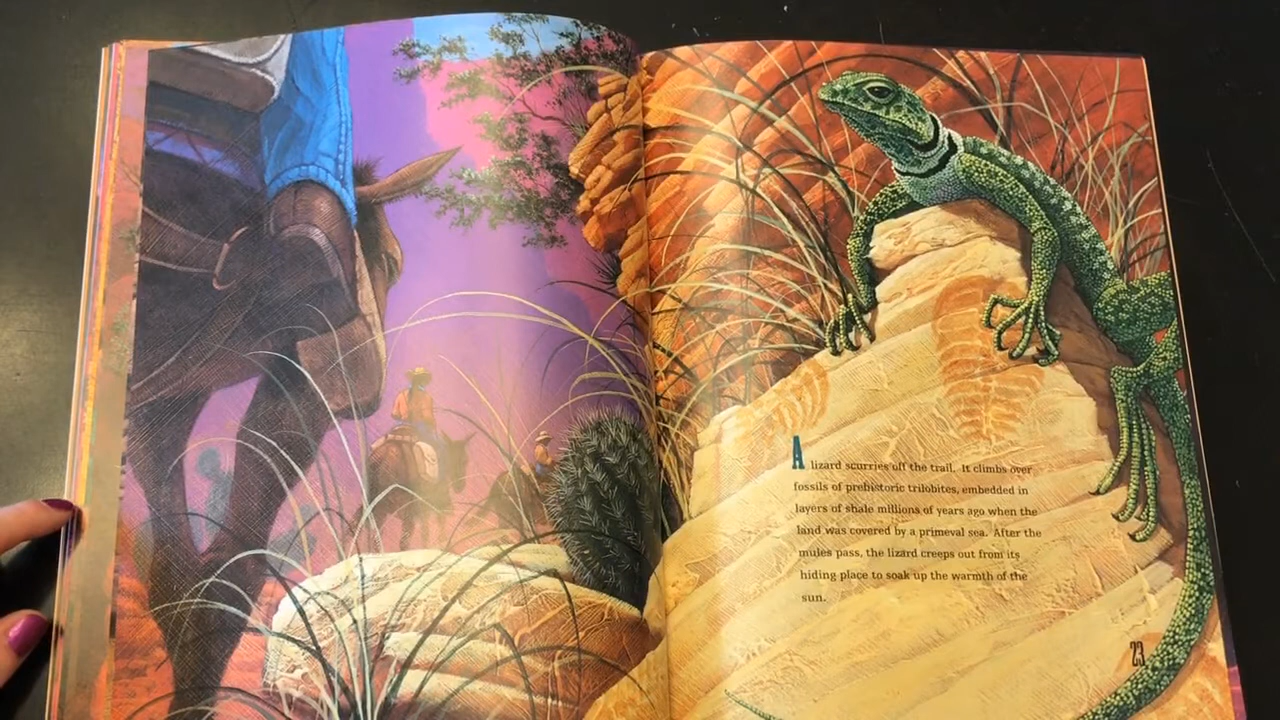 A lizard scurries off the trail. It climbs over
fossils of prehistoric trilobites, embedded in
layers of shale millions of years ago when the
land was covered by a primeval sea. After the
mules pass, the lizard creeps out from its
hiding place to soak up the warmth of the
sun.
23